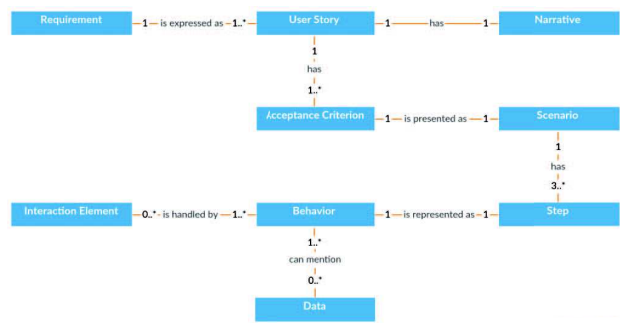 Requirement 1 is expressed as 1..* User Story 1 has 1 Narrative
1
has
1..*
Acceptance Criterion 1 is presented as 1 Scenario
1
has
3..*
Interaction Element 0..* is handled by 1..* Behavior 1 is represented as 1 Step
1..*
can mention
0..*
Data